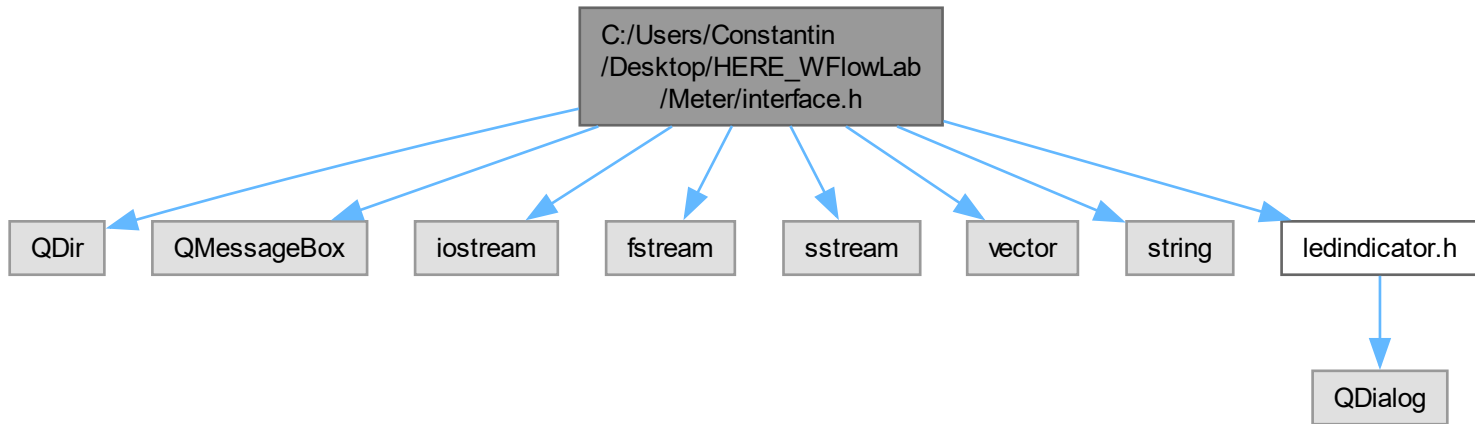 C:/Users/Constantin
/Desktop/HERE_WFlowLab
/Meter/interface.h
QDir
QMessageBox
iostream
fstream
sstream
vector
string
ledindicator.h
QDialog